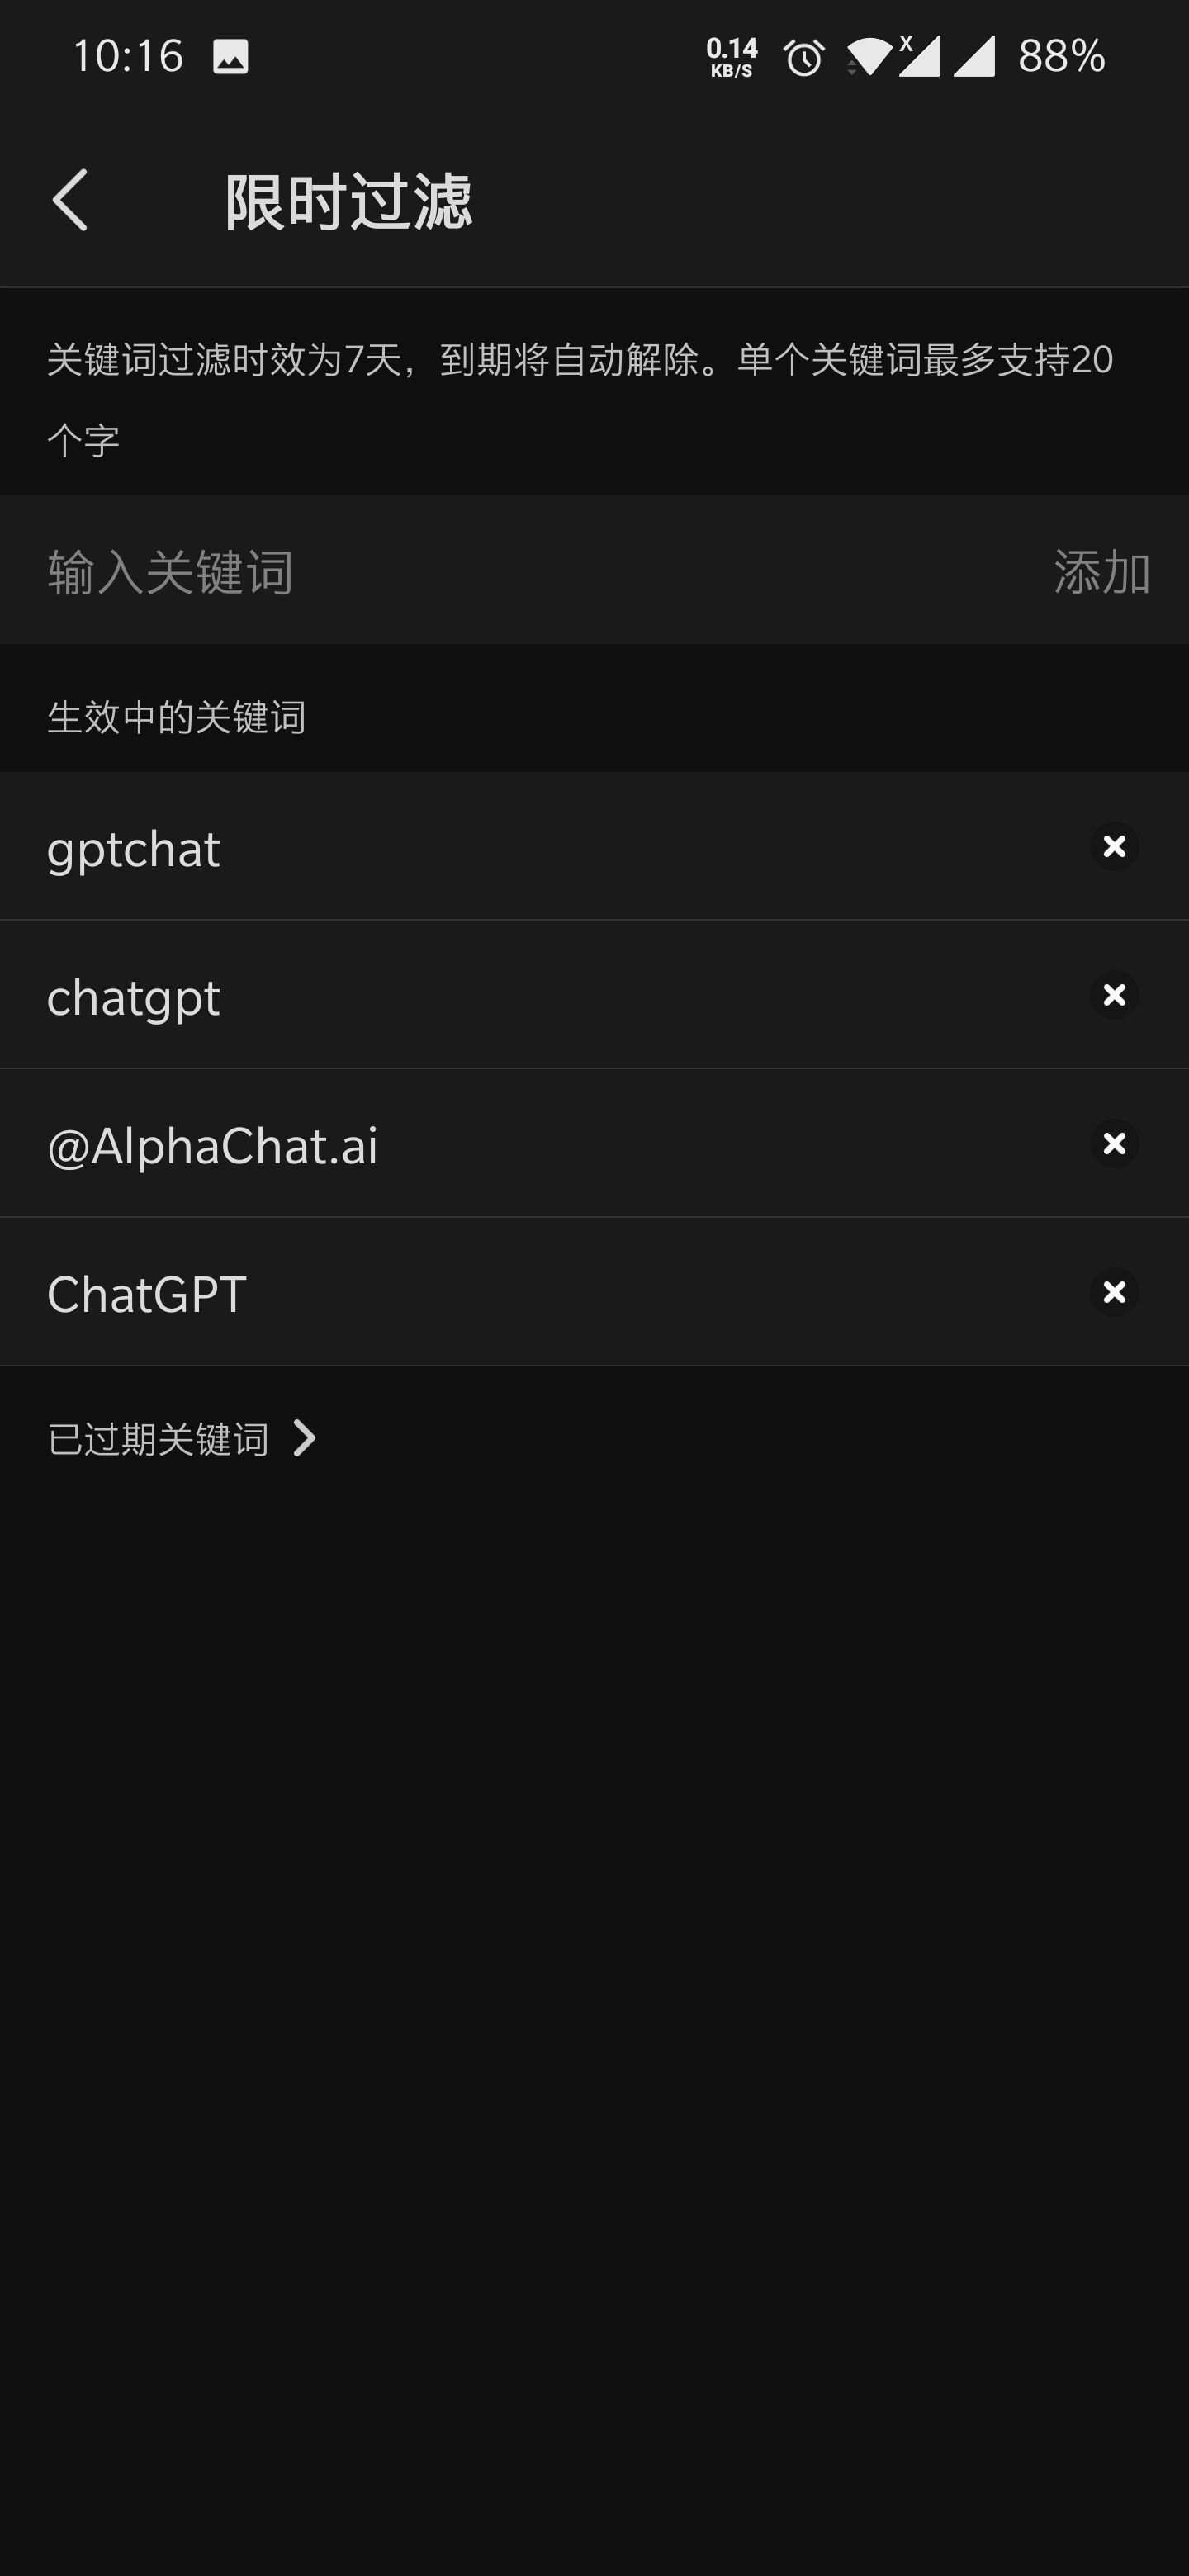 10:16
0.14
KB/S
X
88%
限时过滤
关键词过滤时效为7天，到期将自动解除。单个关键词最多支持20
个字
输入关键词 添加
生效中的关键词
gptchat
chatgpt
@AlphaChat.ai
ChatGPT
已过期关键词